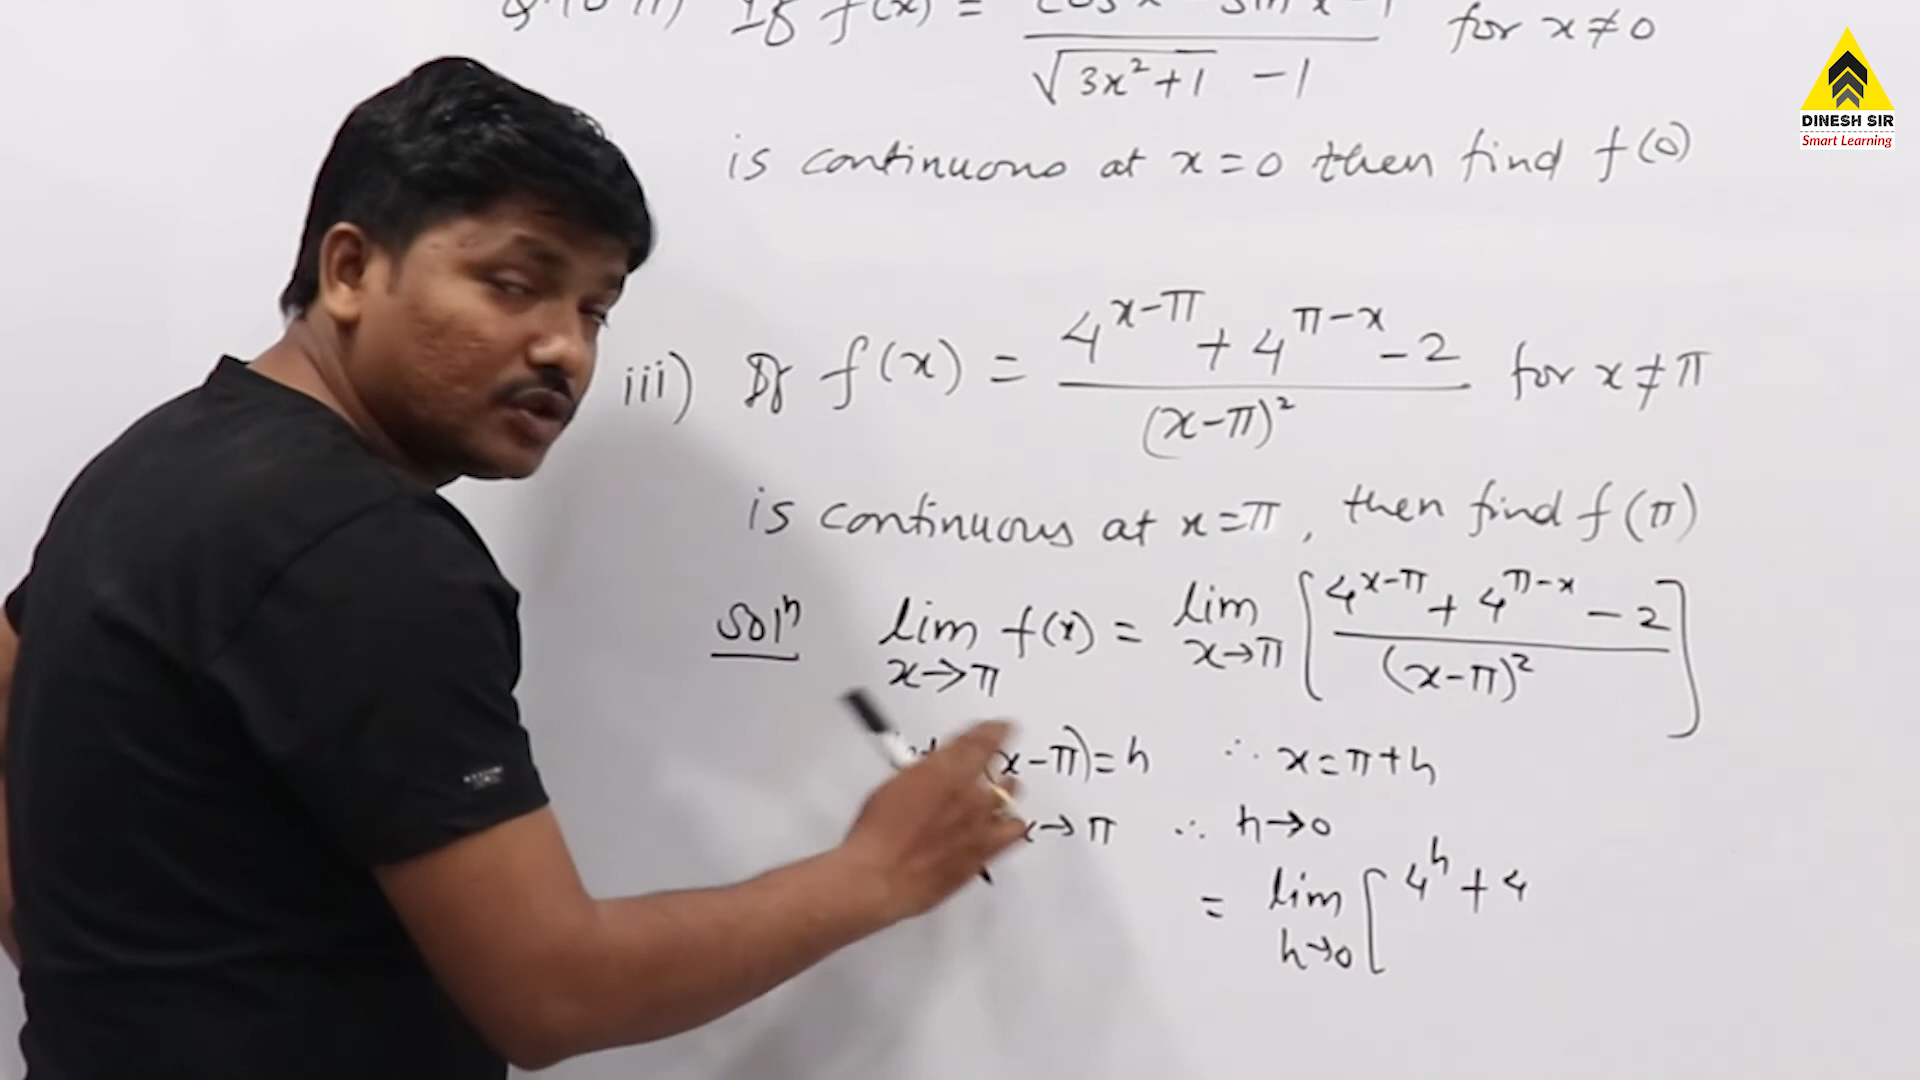 If f(x) = cos x - sin x - 1 / √3x²+1 - 1 for x ≠ 0
is continuous at x=0 then find f(0)
iii) If f(x) = 4^(x-π) + 4^(π-x) - 2 / (x-π)² for x ≠ π
is continuous at x=π, then find f(π)
Solⁿ lim x→π f(x) = lim x→π [4^(x-π) + 4^(π-x) - 2 / (x-π)²]
(x-π)=h ∴ x=π+h
x→π ∴ h→0
= lim h→0 [4^h + 4
DINESH SIR
Smart Learning